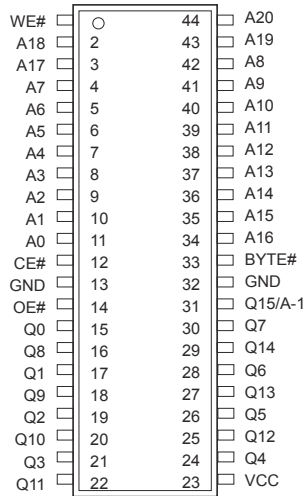 WE# 44 A20
A18 2 43 A19
A17 3 42 A8
A7 4 41 A9
A6 5 40 A10
A5 6 39 A11
A4 7 38 A12
A3 8 37 A13
A2 9 36 A14
A1 10 35 A15
A0 11 34 A16
CE# 12 33 BYTE#
GND 13 32 GND
OE# 14 31 Q15/A-1
Q0 15 30 Q7
Q8 16 29 Q14
Q1 17 28 Q6
Q9 18 27 Q13
Q2 19 26 Q5
Q10 20 25 Q12
Q3 21 24 Q4
Q11 22 23 VCC